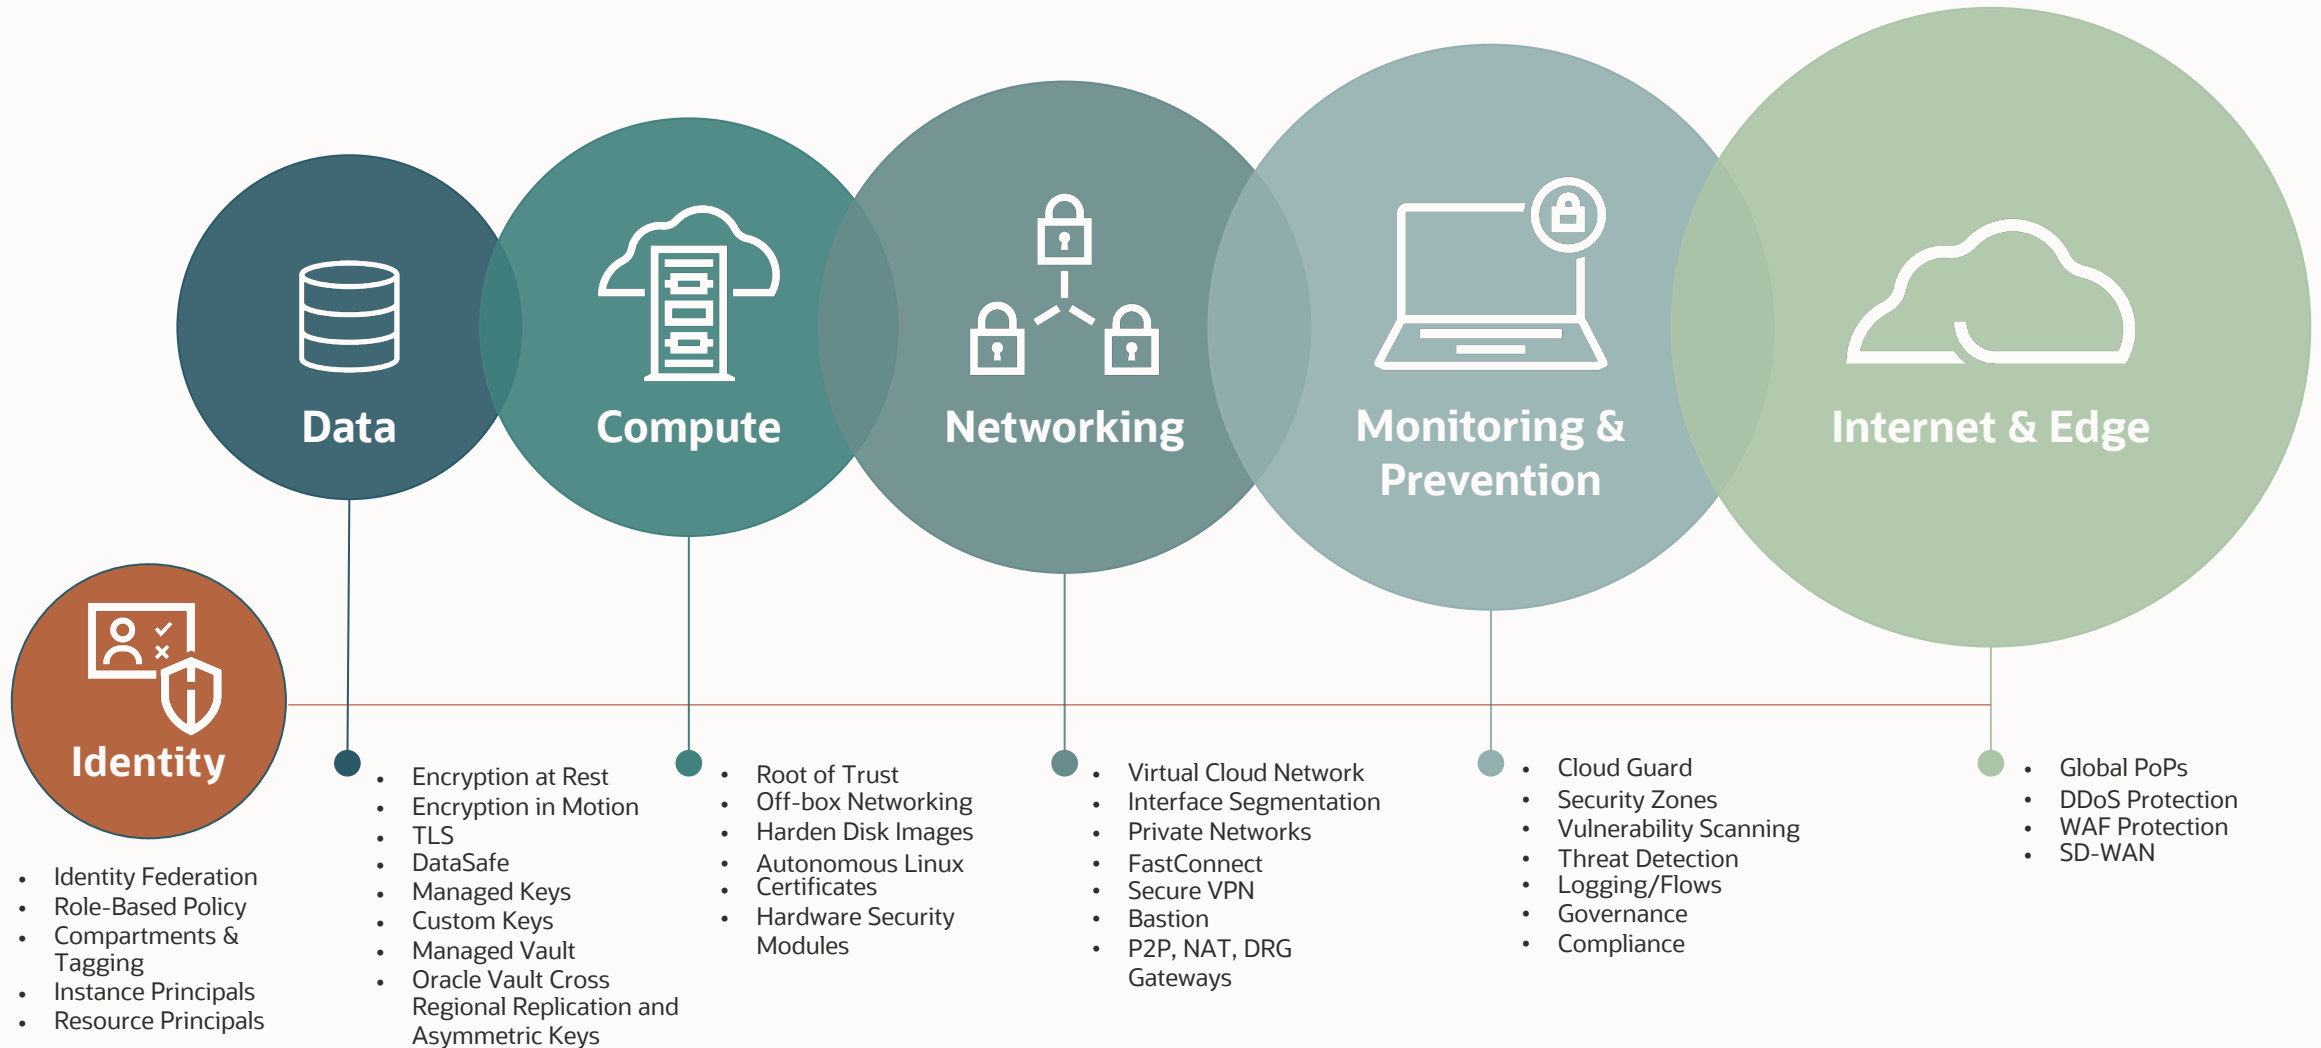 Data
Compute
Networking
Monitoring &
Prevention
Internet & Edge
Identity
• Identity Federation
• Role-Based Policy
• Compartments &
Tagging
• Instance Principals
• Resource Principals
• Encryption at Rest
• Encryption in Motion
• TLS
• DataSafe
• Managed Keys
• Custom Keys
• Managed Vault
• Oracle Vault Cross
Regional Replication and
Asymmetric Keys
• Root of Trust
• Off-box Networking
• Harden Disk Images
• Autonomous Linux
• Certificates
• Hardware Security
Modules
• Virtual Cloud Network
• Interface Segmentation
• Private Networks
• FastConnect
• Secure VPN
• Bastion
• P2P, NAT, DRG
Gateways
• Cloud Guard
• Security Zones
• Vulnerability Scanning
• Threat Detection
• Logging/Flows
• Governance
• Compliance
• Global PoPs
• DDoS Protection
• WAF Protection
• SD-WAN